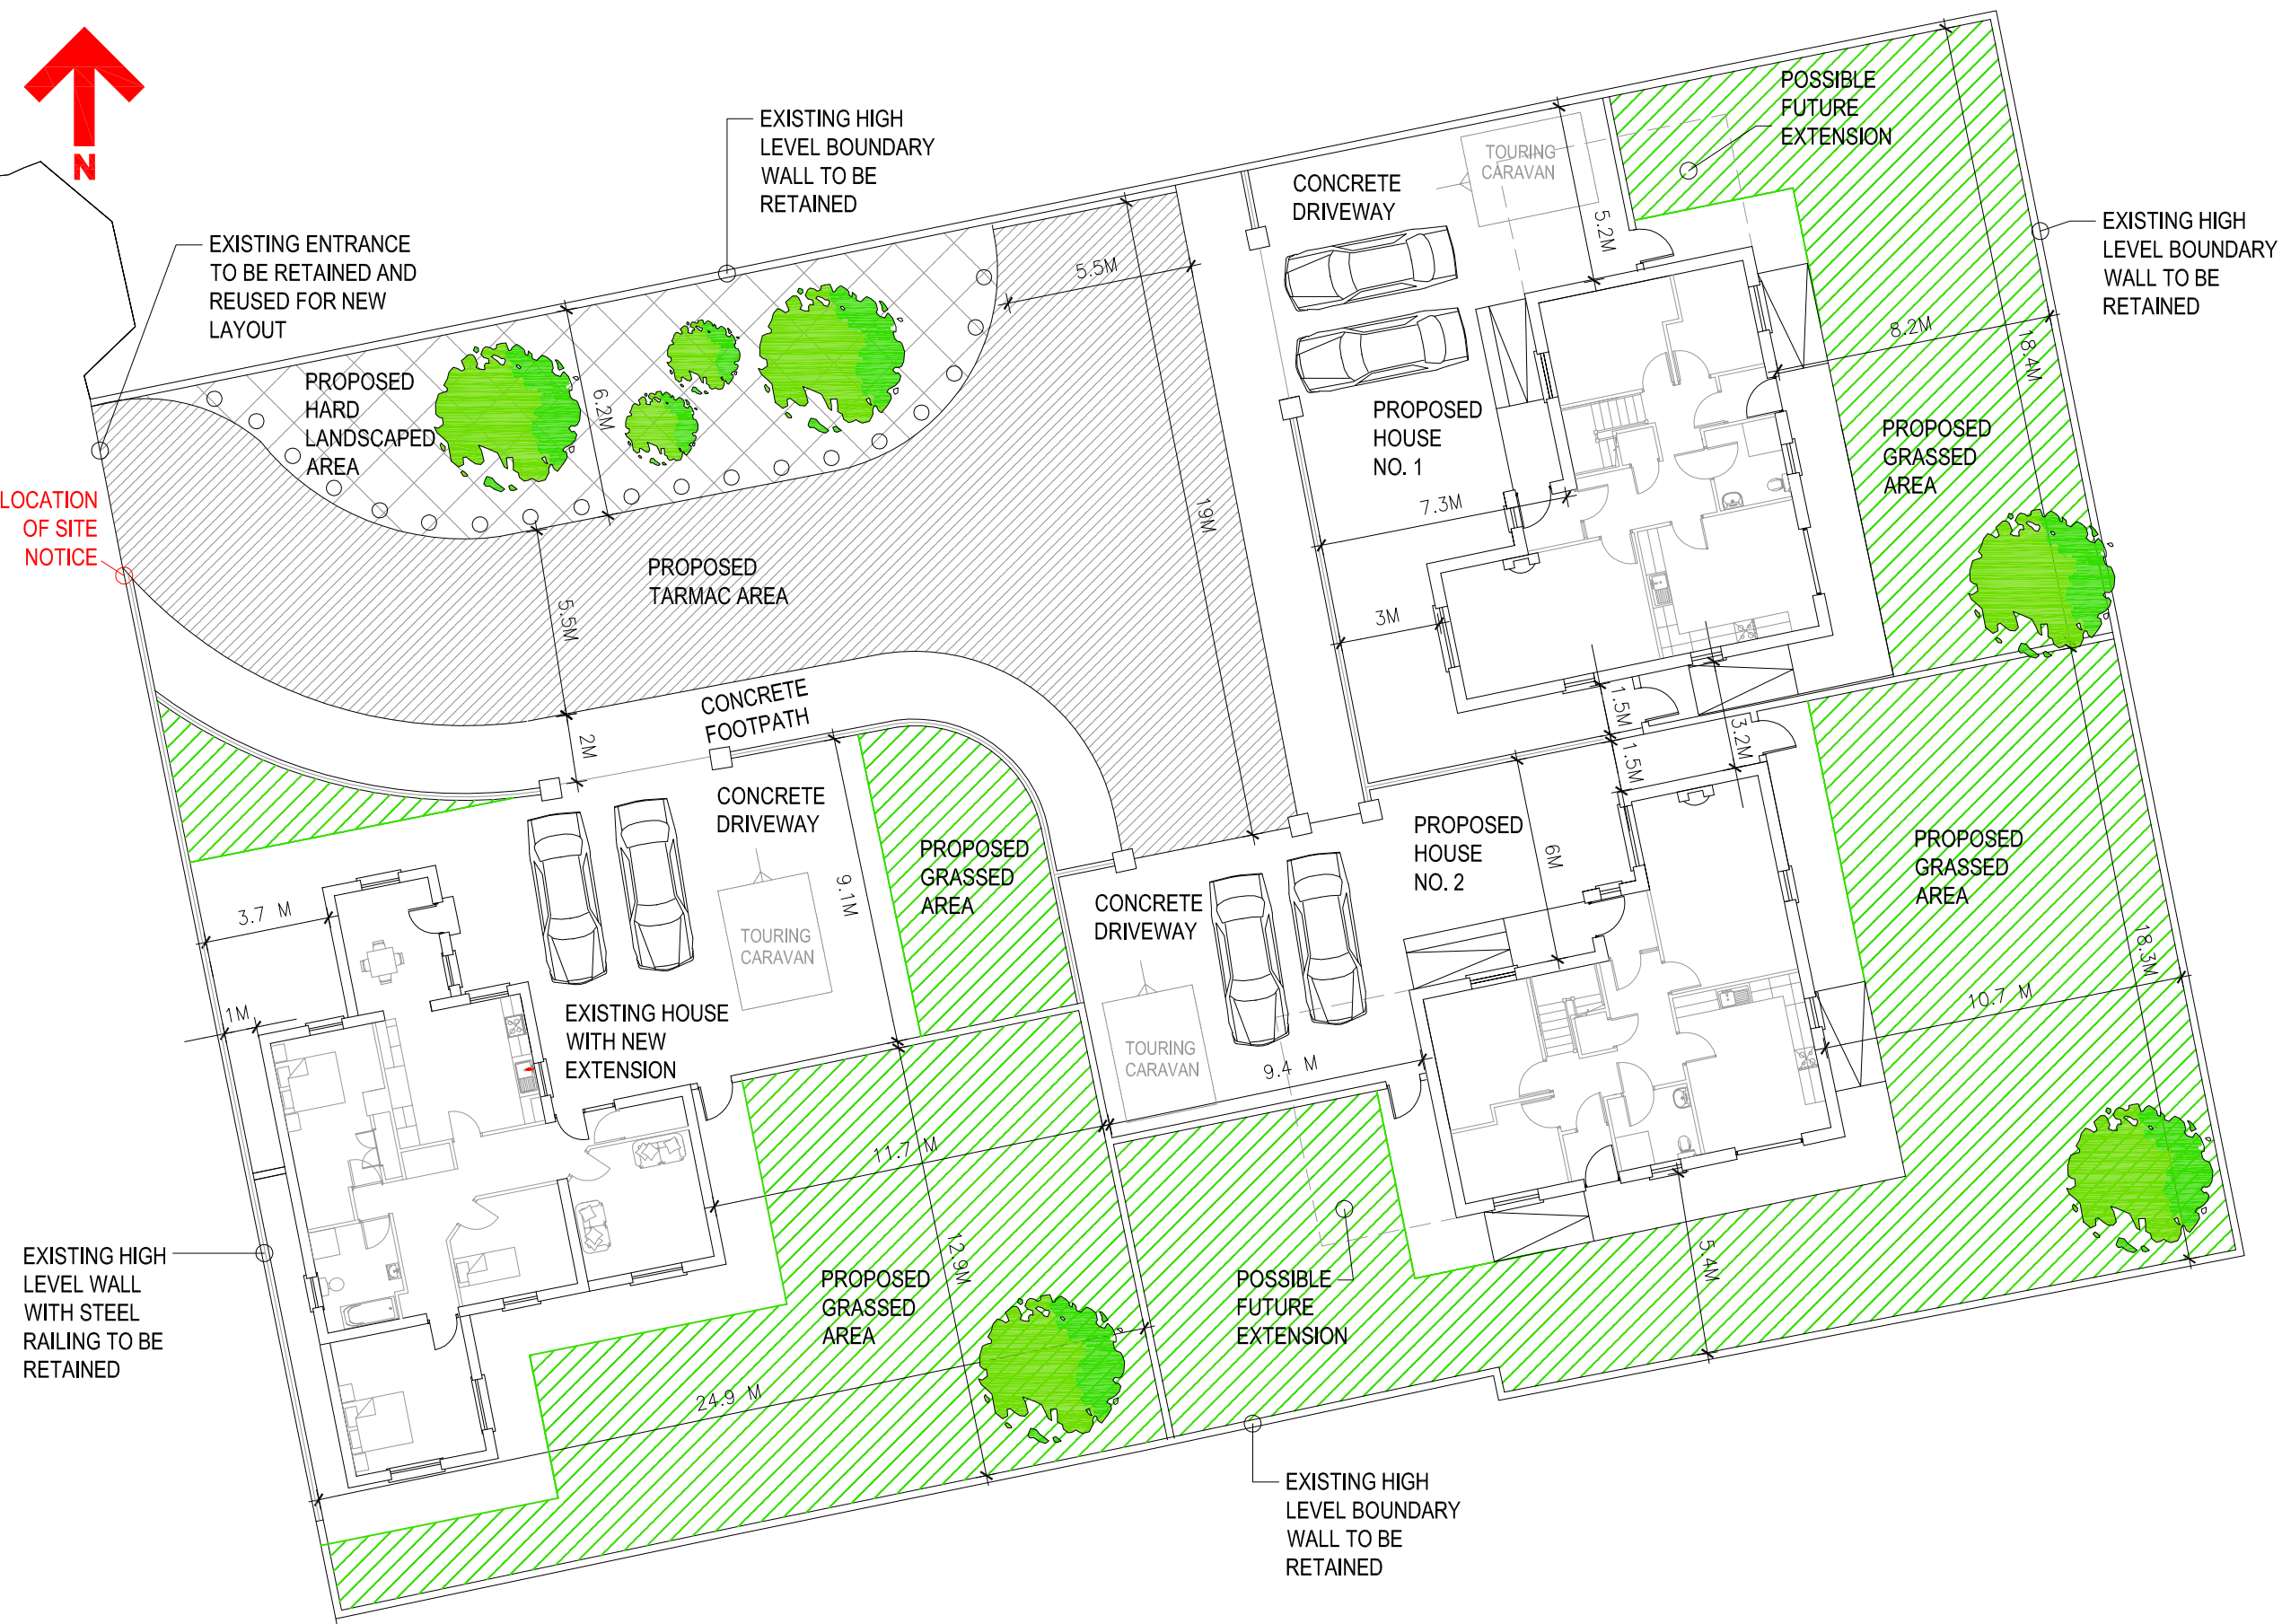 N
EXISTING HIGH
LEVEL BOUNDARY
WALL TO BE
RETAINED
EXISTING ENTRANCE
TO BE RETAINED AND
REUSED FOR NEW
LAYOUT
POSSIBLE
FUTURE
EXTENSION
TOURING
CARAVAN
CONCRETE
DRIVEWAY
5.2M
EXISTING HIGH
LEVEL BOUNDARY
WALL TO BE
RETAINED
5.5M
8.2M
18.4M
PROPOSED
HARD
LANDSCAPED
AREA
6.2M
PROPOSED
HOUSE
NO. 1
PROPOSED
GRASSED
AREA
LOCATION
OF SITE
NOTICE
7.3M
19M
PROPOSED
TARMAC AREA
5.5M
3M
CONCRETE
FOOTPATH
2M
1.5M
1.5M
3.2M
CONCRETE
DRIVEWAY
PROPOSED
GRASSED
AREA
9.1M
TOURING
CARAVAN
3.7 M
1M
PROPOSED
HOUSE
NO. 2
6M
CONCRETE
DRIVEWAY
PROPOSED
GRASSED
AREA
18.3M
10.7 M
EXISTING HOUSE
WITH NEW
EXTENSION
TOURING
CARAVAN
9.4 M
11.7 M
12.9M
PROPOSED
GRASSED
AREA
POSSIBLE
FUTURE
EXTENSION
5.4M
EXISTING HIGH
LEVEL WALL
WITH STEEL
RAILING TO BE
RETAINED
24.9 M
EXISTING HIGH
LEVEL BOUNDARY
WALL TO BE
RETAINED